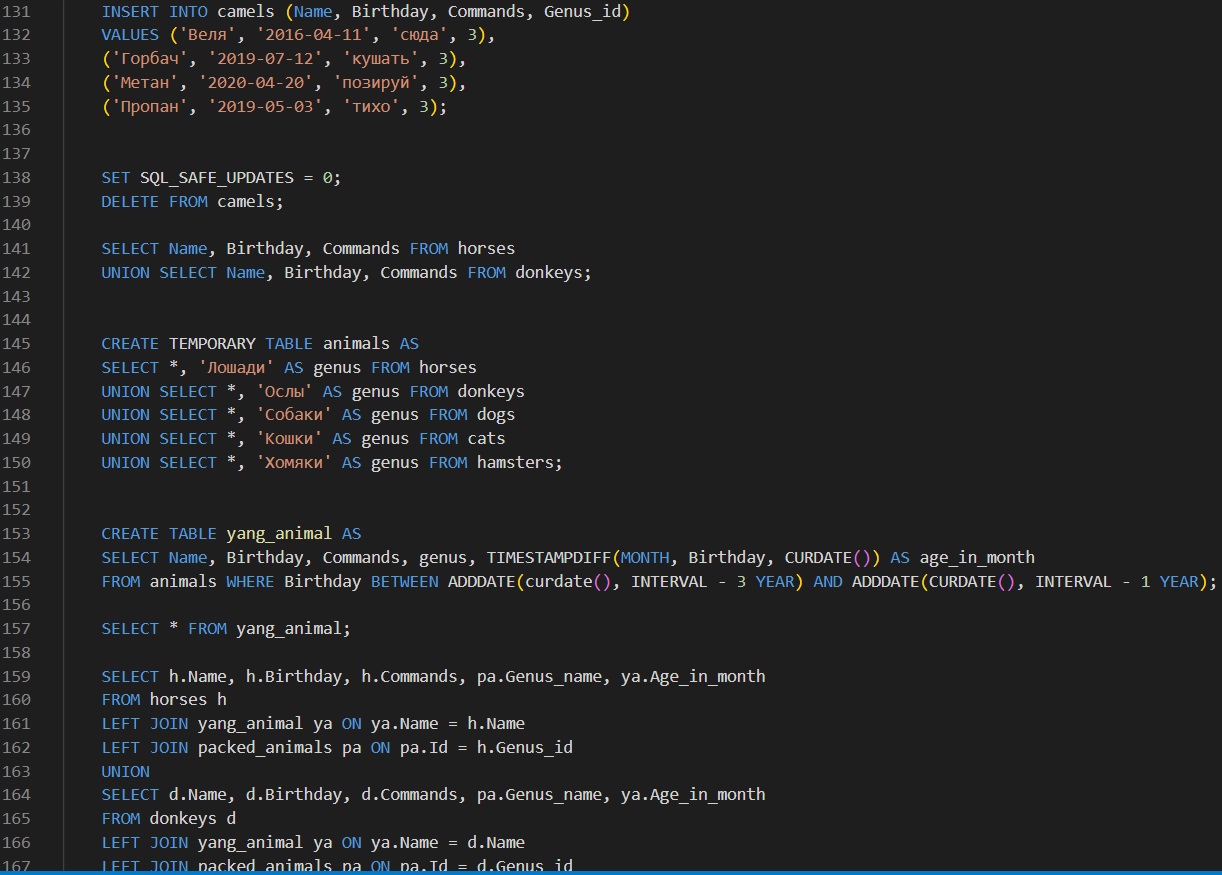 131 INSERT INTO camels (Name, Birthday, Commands, Genus_id)
132 VALUES ('Веля', '2016-04-11', 'сюда', 3),
133 ('Горбач', '2019-07-12', 'кушать', 3),
134 ('Метан', '2020-04-20', 'позируй', 3),
135 ('Пропан', '2019-05-03', 'тихо', 3);
136
137
138 SET SQL_SAFE_UPDATES = 0;
139 DELETE FROM camels;
140
141 SELECT Name, Birthday, Commands FROM horses
142 UNION SELECT Name, Birthday, Commands FROM donkeys;
143
144
145 CREATE TEMPORARY TABLE animals AS
146 SELECT *, 'Лошади' AS genus FROM horses
147 UNION SELECT *, 'Ослы' AS genus FROM donkeys
148 UNION SELECT *, 'Собаки' AS genus FROM dogs
149 UNION SELECT *, 'Кошки' AS genus FROM cats
150 UNION SELECT *, 'Хомяки' AS genus FROM hamsters;
151
152
153 CREATE TABLE yang_animal AS
154 SELECT Name, Birthday, Commands, genus, TIMESTAMPDIFF(MONTH, Birthday, CURDATE()) AS age_in_month
155 FROM animals WHERE Birthday BETWEEN ADDDATE(curdate(), INTERVAL - 3 YEAR) AND ADDDATE(CURDATE(), INTERVAL - 1 YEAR);
156
157 SELECT * FROM yang_animal;
158
159 SELECT h.Name, h.Birthday, h.Commands, pa.Genus_name, ya.Age_in_month
160 FROM horses h
161 LEFT JOIN yang_animal ya ON ya.Name = h.Name
162 LEFT JOIN packed_animals pa ON pa.Id = h.Genus_id
163 UNION
164 SELECT d.Name, d.Birthday, d.Commands, pa.Genus_name, ya.Age_in_month
165 FROM donkeys d
166 LEFT JOIN yang_animal ya ON ya.Name = d.Name
167 LEFT JOIN packed_animals pa ON pa.Id = d.Genus_id